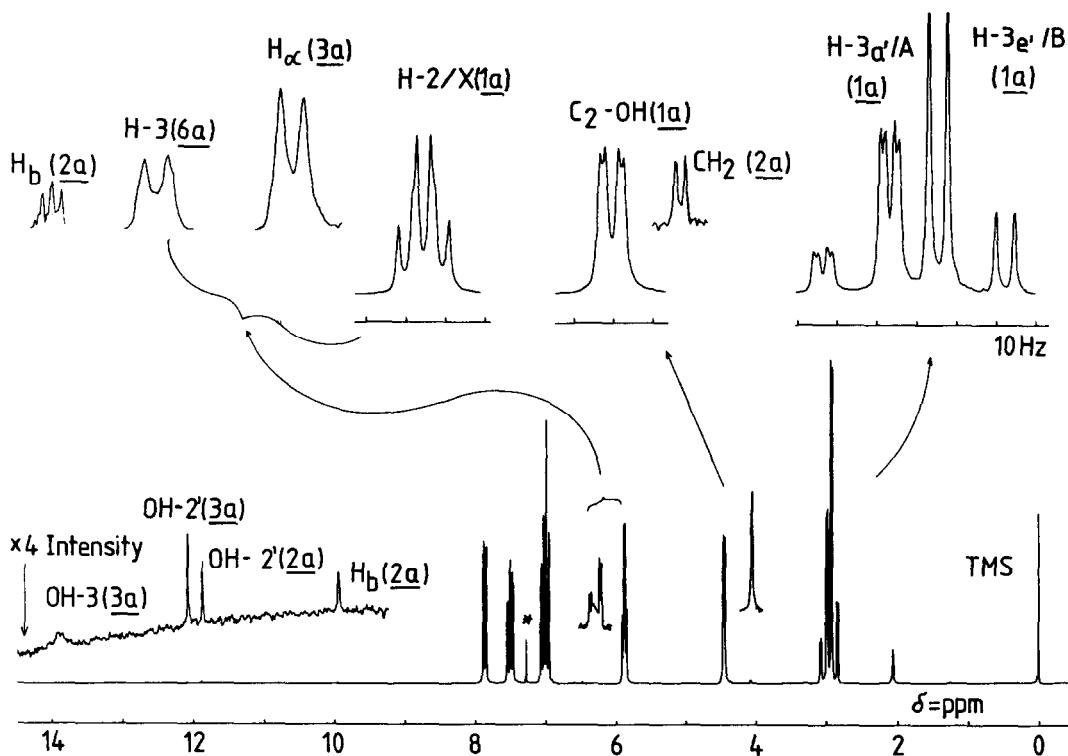 Hb (2a)
H-3(6a)
Hα (3a)
H-2/X(1a)
C2-OH(1a)
CH2 (2a)
H-3a'/A
(1a)
H-3e'/B
(1a)
10 Hz
×4 Intensity
OH-3(3a)
OH-2'(3a)
OH-2'(2a)
Hb(2a)
*
TMS
δ=ppm
14 12 10 8 6 4 2 0